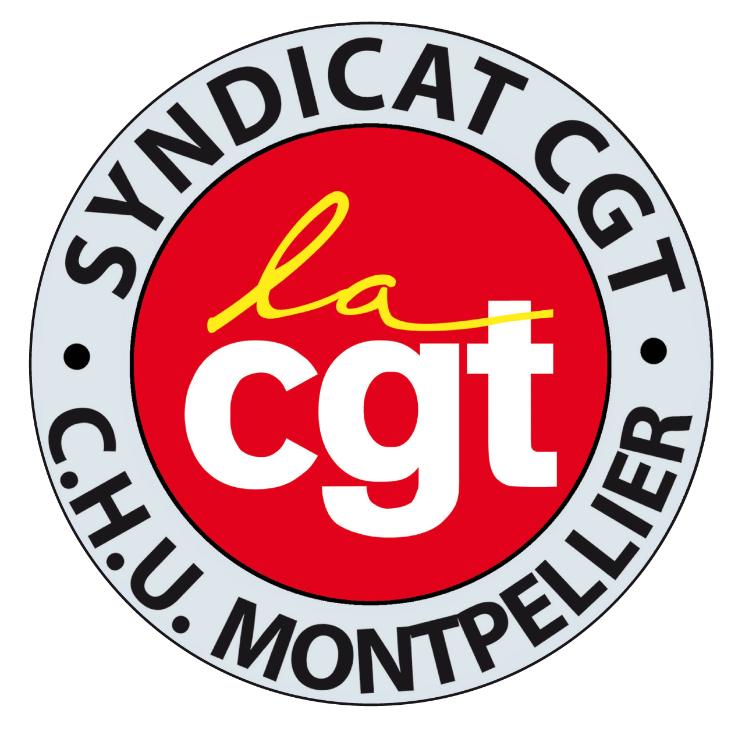 SYNDICAT CGT
la
cgt
• C.H.U. MONTPELLIER •